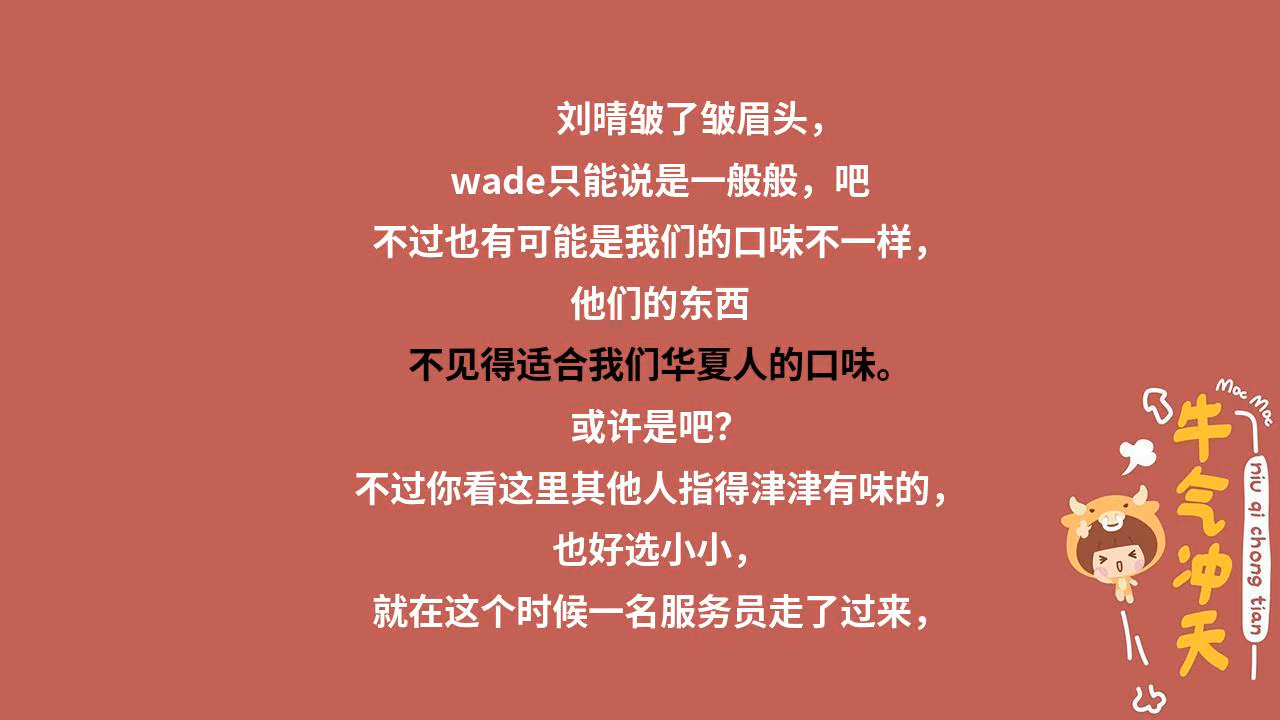 刘晴皱了皱眉头，
wade只能说是一般般，吧
不过也有可能是我们的口味不一样，
他们的东西
不见得适合我们华夏人的口味。
或许是吧？
不过你看这里其他人指得津津有味的，
也好选小小，
就在这个时候一名服务员走了过来，
Moc Moc
牛气冲天
niu qi chong tian